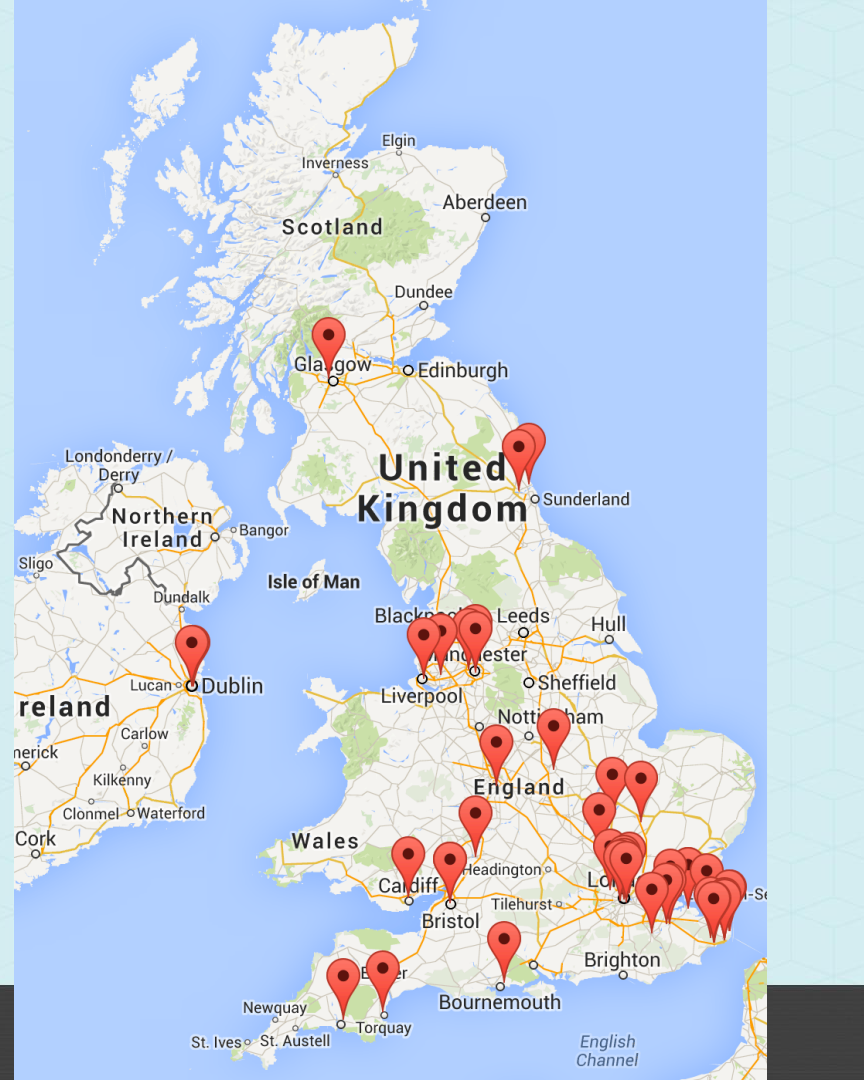 Elgin
Inverness
Aberdeen
Scotland
Dundee
Glasgow
Edinburgh
Londonderry /
Derry
United
Kingdom
Sunderland
Northern
Ireland
Bangor
Sligo
Isle of Man
Dundalk
Leeds
Hull
Liverpool
Sheffield
Lucan
Dublin
reland
Carlow
merick
Kilkenny
England
Clonmel
Waterford
Cork
Wales
Headington
Cardiff
Tilehurst
Bristol
Brighton
Bournemouth
Newquay
Torquay
St. Ives
St. Austell
English
Channel